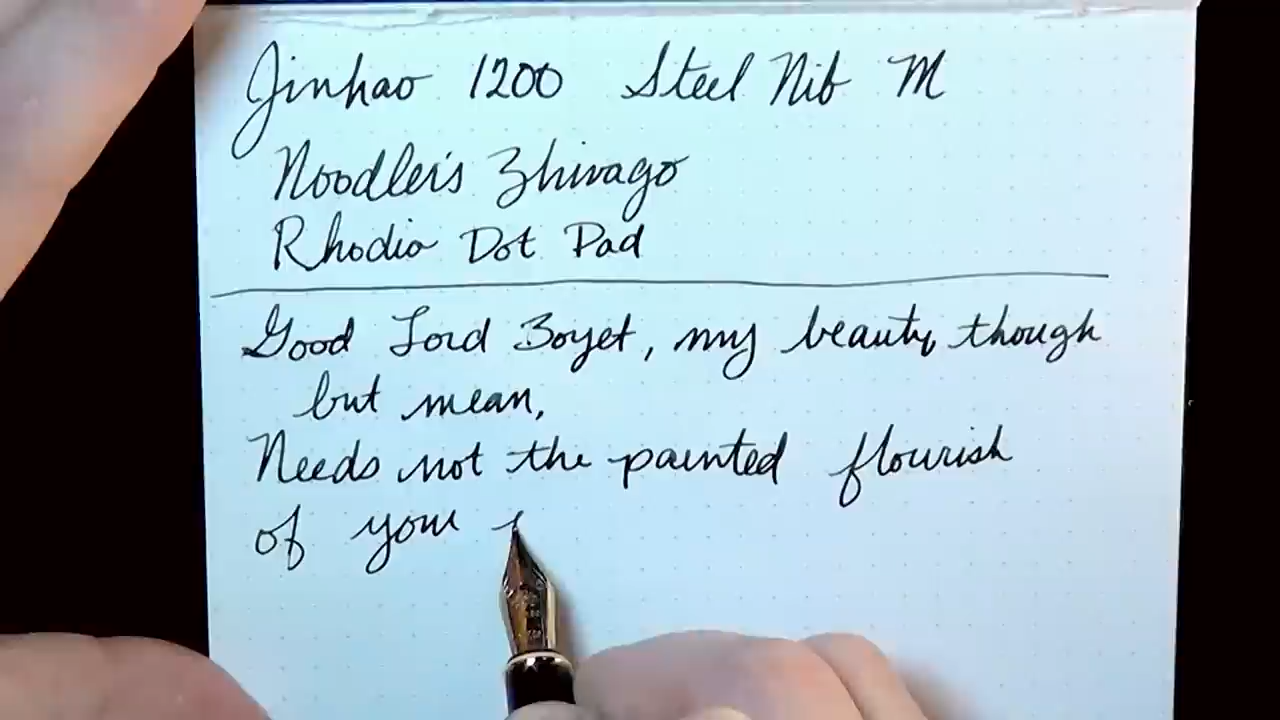 Jinhao 1200 Steel Nib M
Noodler's Zhivago
Rhodia Dot Pad
Good Lord Boyet, my beauty, though
but mean,
Needs not the painted flourish
of your